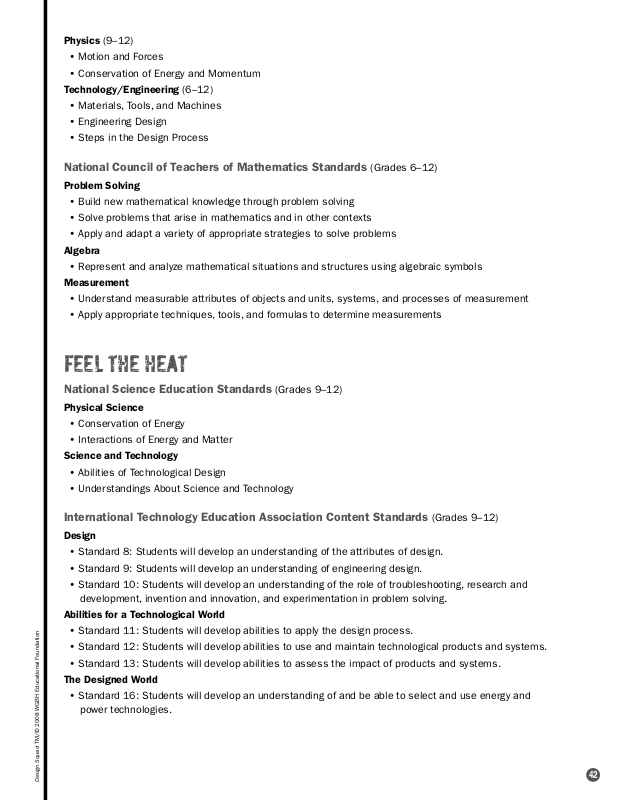 Physics (9–12)
• Motion and Forces
• Conservation of Energy and Momentum
Technology/Engineering (6–12)
• Materials, Tools, and Machines
• Engineering Design
• Steps in the Design Process
National Council of Teachers of Mathematics Standards (Grades 6–12)
Problem Solving
• Build new mathematical knowledge through problem solving
• Solve problems that arise in mathematics and in other contexts
• Apply and adapt a variety of appropriate strategies to solve problems
Algebra
• Represent and analyze mathematical situations and structures using algebraic symbols
Measurement
• Understand measurable attributes of objects and units, systems, and processes of measurement
• Apply appropriate techniques, tools, and formulas to determine measurements
FEEL THE HEAT
National Science Education Standards (Grades 9–12)
Physical Science
• Conservation of Energy
• Interactions of Energy and Matter
Science and Technology
• Abilities of Technological Design
• Understandings About Science and Technology
International Technology Education Association Content Standards (Grades 9–12)
Design
• Standard 8: Students will develop an understanding of the attributes of design.
• Standard 9: Students will develop an understanding of engineering design.
• Standard 10: Students will develop an understanding of the role of troubleshooting, research and
development, invention and innovation, and experimentation in problem solving.
Abilities for a Technological World
• Standard 11: Students will develop abilities to apply the design process.
• Standard 12: Students will develop abilities to use and maintain technological products and systems.
• Standard 13: Students will develop abilities to assess the impact of products and systems.
The Designed World
• Standard 16: Students will develop an understanding of and be able to select and use energy and
power technologies.
Design Squad TM/© 2008 WGBH Educational Foundation
42